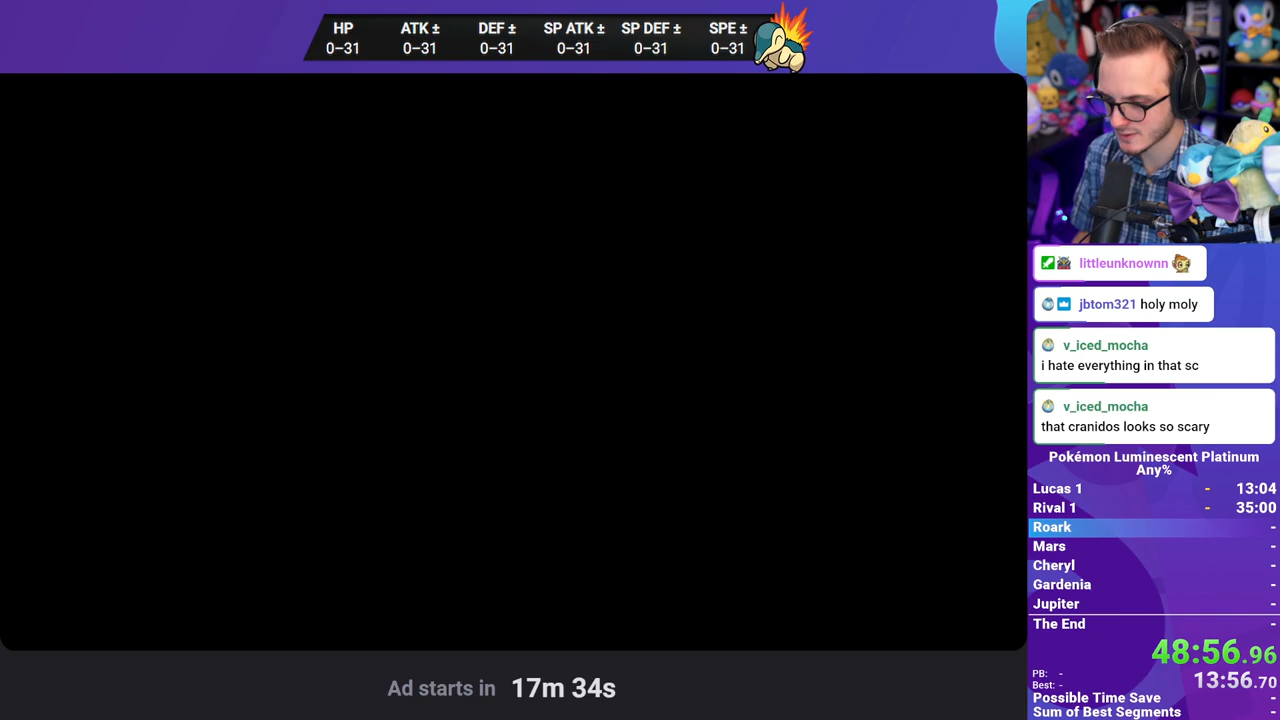 HP ATK ± DEF ± SP ATK ± SP DEF ± SPE ±
0–31 0–31 0–31 0–31 0–31 0–31
littleunknownn
jbtom321 holy moly
v_iced_mocha
i hate everything in that sc
v_iced_mocha
that cranidos looks so scary
Pokémon Luminescent Platinum
Any%
Lucas 1 - 13:04
Rival 1 - 35:00
Roark -
Mars -
Cheryl -
Gardenia -
Jupiter -
The End -
48:56.96
PB: -
Best: - 13:56.70
Possible Time Save -
Sum of Best Segments -
Ad starts in 17m 34s